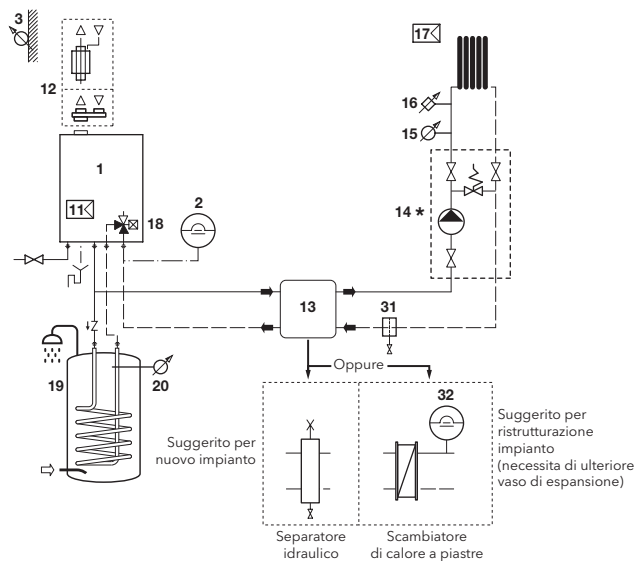 3
17
12
16
15
1
2
11
18
14 *
13
31
19
20
Oppure
32
Suggerito per
nuovo impianto
Suggerito per
ristrutturazione
impianto
(necessita di ulteriore
vaso di espansione)
Separatore
idraulico
Scambiatore
di calore a piastre